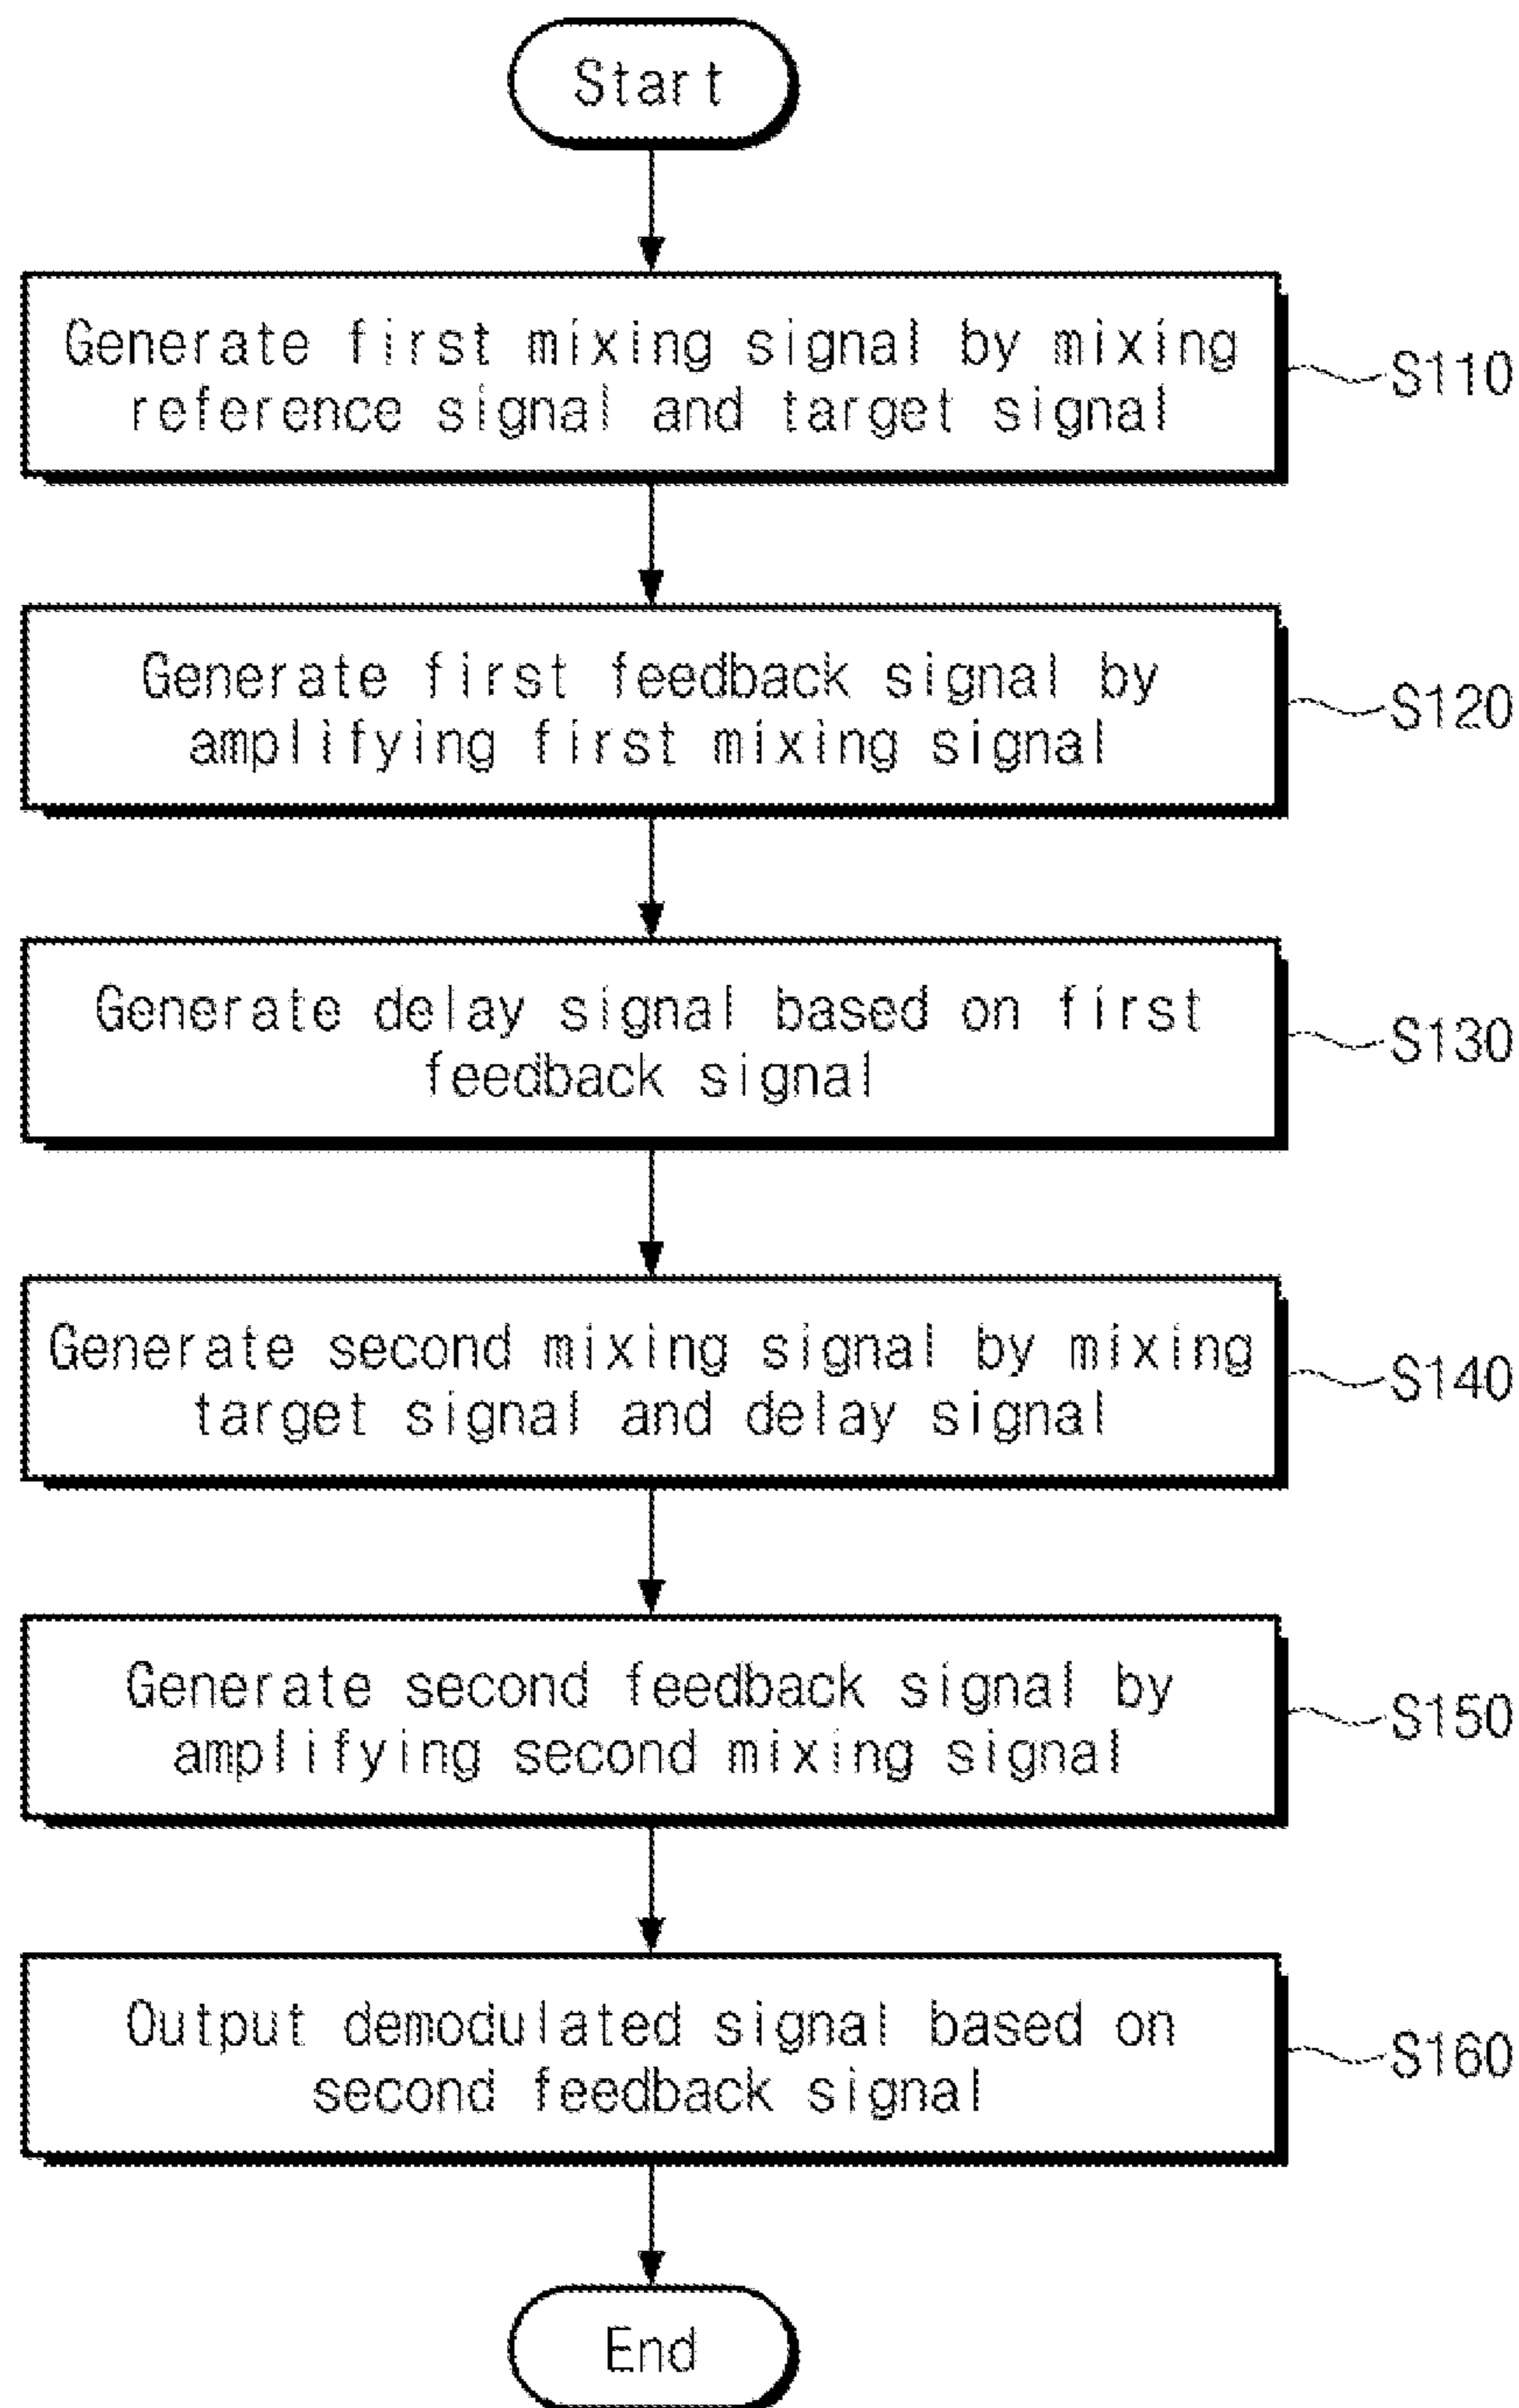 Start
Generate first mixing signal by mixing
reference signal and target signal
S110
Generate first feedback signal by
amplifying first mixing signal
S120
Generate delay signal based on first
feedback signal
S130
Generate second mixing signal by mixing
target signal and delay signal
S140
Generate second feedback signal by
amplifying second mixing signal
S150
Output demodulated signal based on
second feedback signal
S160
End